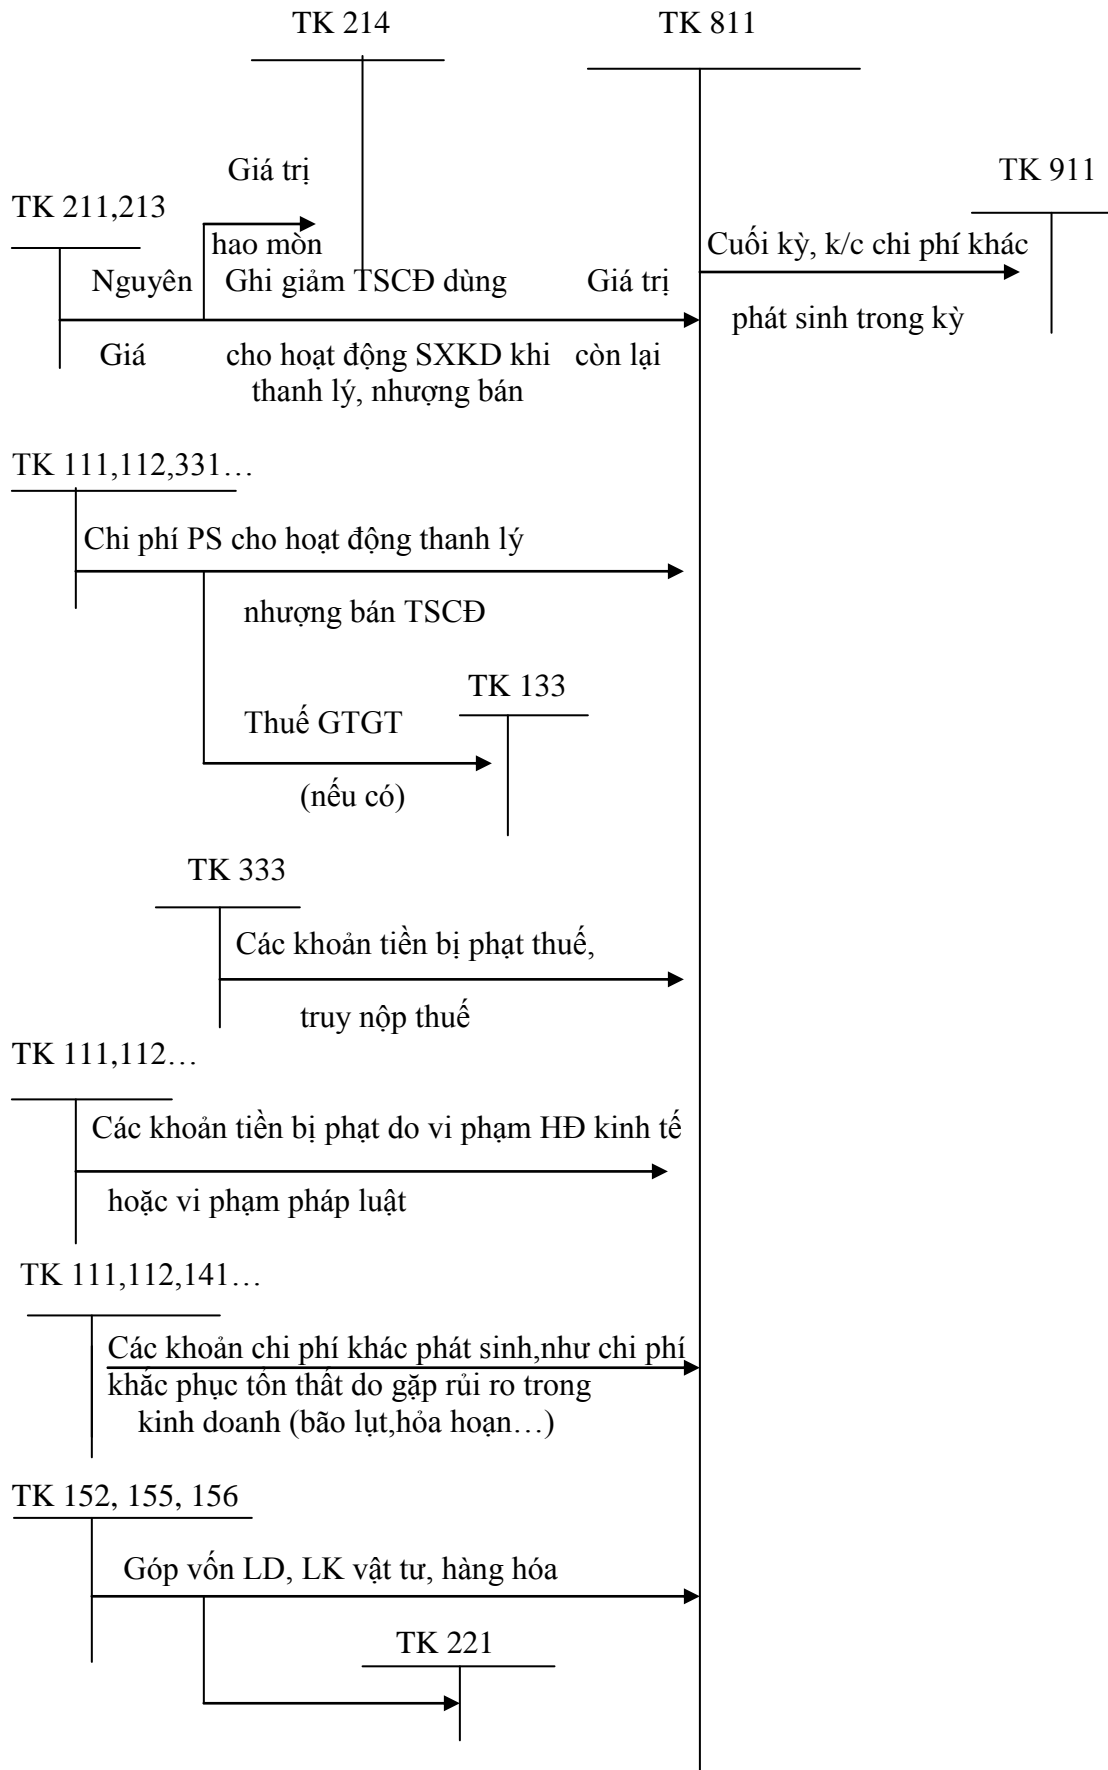 TK 214
TK 811
Giá trị
TK 911
TK 211,213
hao mòn
Cuối kỳ, k/c chi phí khác
Nguyên
Ghi giảm TSCĐ dùng
Giá trị
phát sinh trong kỳ
Giá
cho hoạt động SXKD khi
còn lại
thanh lý, nhượng bán
TK 111,112,331…
Chi phí PS cho hoạt động thanh lý
nhượng bán TSCĐ
TK 133
Thuế GTGT
(nếu có)
TK 333
Các khoản tiền bị phạt thuế,
truy nộp thuế
TK 111,112…
Các khoản tiền bị phạt do vi phạm HĐ kinh tế
hoặc vi phạm pháp luật
TK 111,112,141…
Các khoản chi phí khác phát sinh,như chi phí
khắc phục tổn thất do gặp rủi ro trong
kinh doanh (bão lụt,hỏa hoạn…)
TK 152, 155, 156
Góp vốn LD, LK vật tư, hàng hóa
TK 221